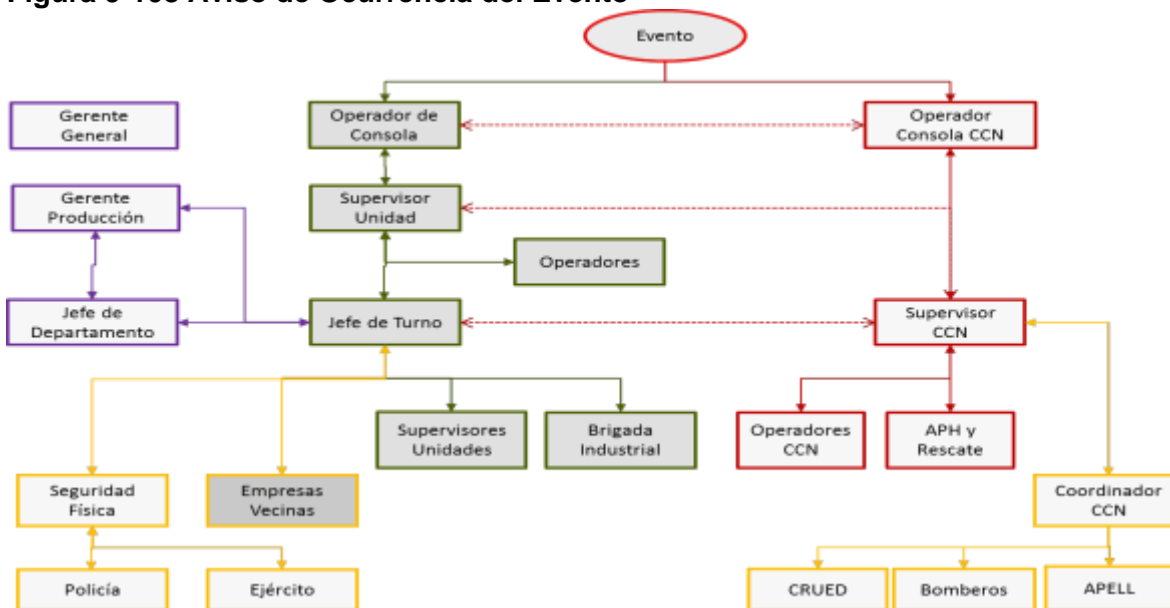 Evento
Gerente
General
Operador de
Consola
Operador
Consola CCN
Gerente
Producción
Supervisor
Unidad
Operadores
Jefe de
Departamento
Jefe de Turno
Supervisor
CCN
Supervisores
Unidades
Brigada
Industrial
Operadores
CCN
APH y
Rescate
Seguridad
Física
Empresas
Vecinas
Coordinador
CCN
Policía
Ejército
CRUED
Bomberos
APELL